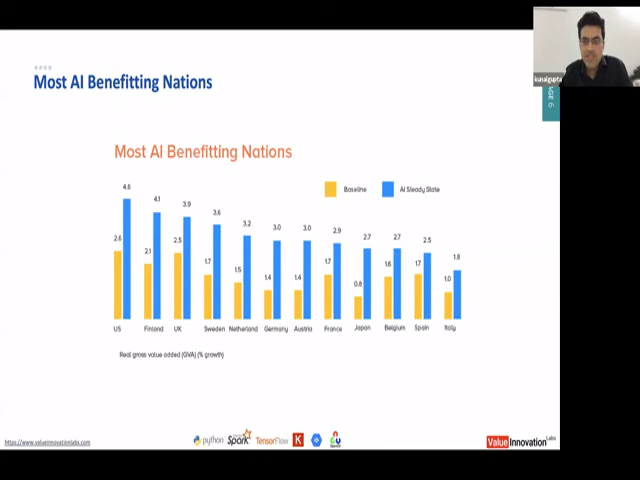 kunalgupta
Most AI Benefitting Nations
Most AI Benefitting Nations
Baseline
AI Steady State
4.6
4.1
3.9
3.6
3.2
3.0
3.0
2.9
2.7
2.7
2.5
1.8
2.6
2.1
2.5
1.7
1.5
1.4
1.4
1.7
0.8
1.6
1.7
1.0
US Finland UK Sweden Netherland Germany Austria France Japan Belgium Spain Italy
Real gross value added (GVA) (% growth)
https://www.valueinnovationlabs.com
python Spark TensorFlow K OpenCV
Value Innovation Labs